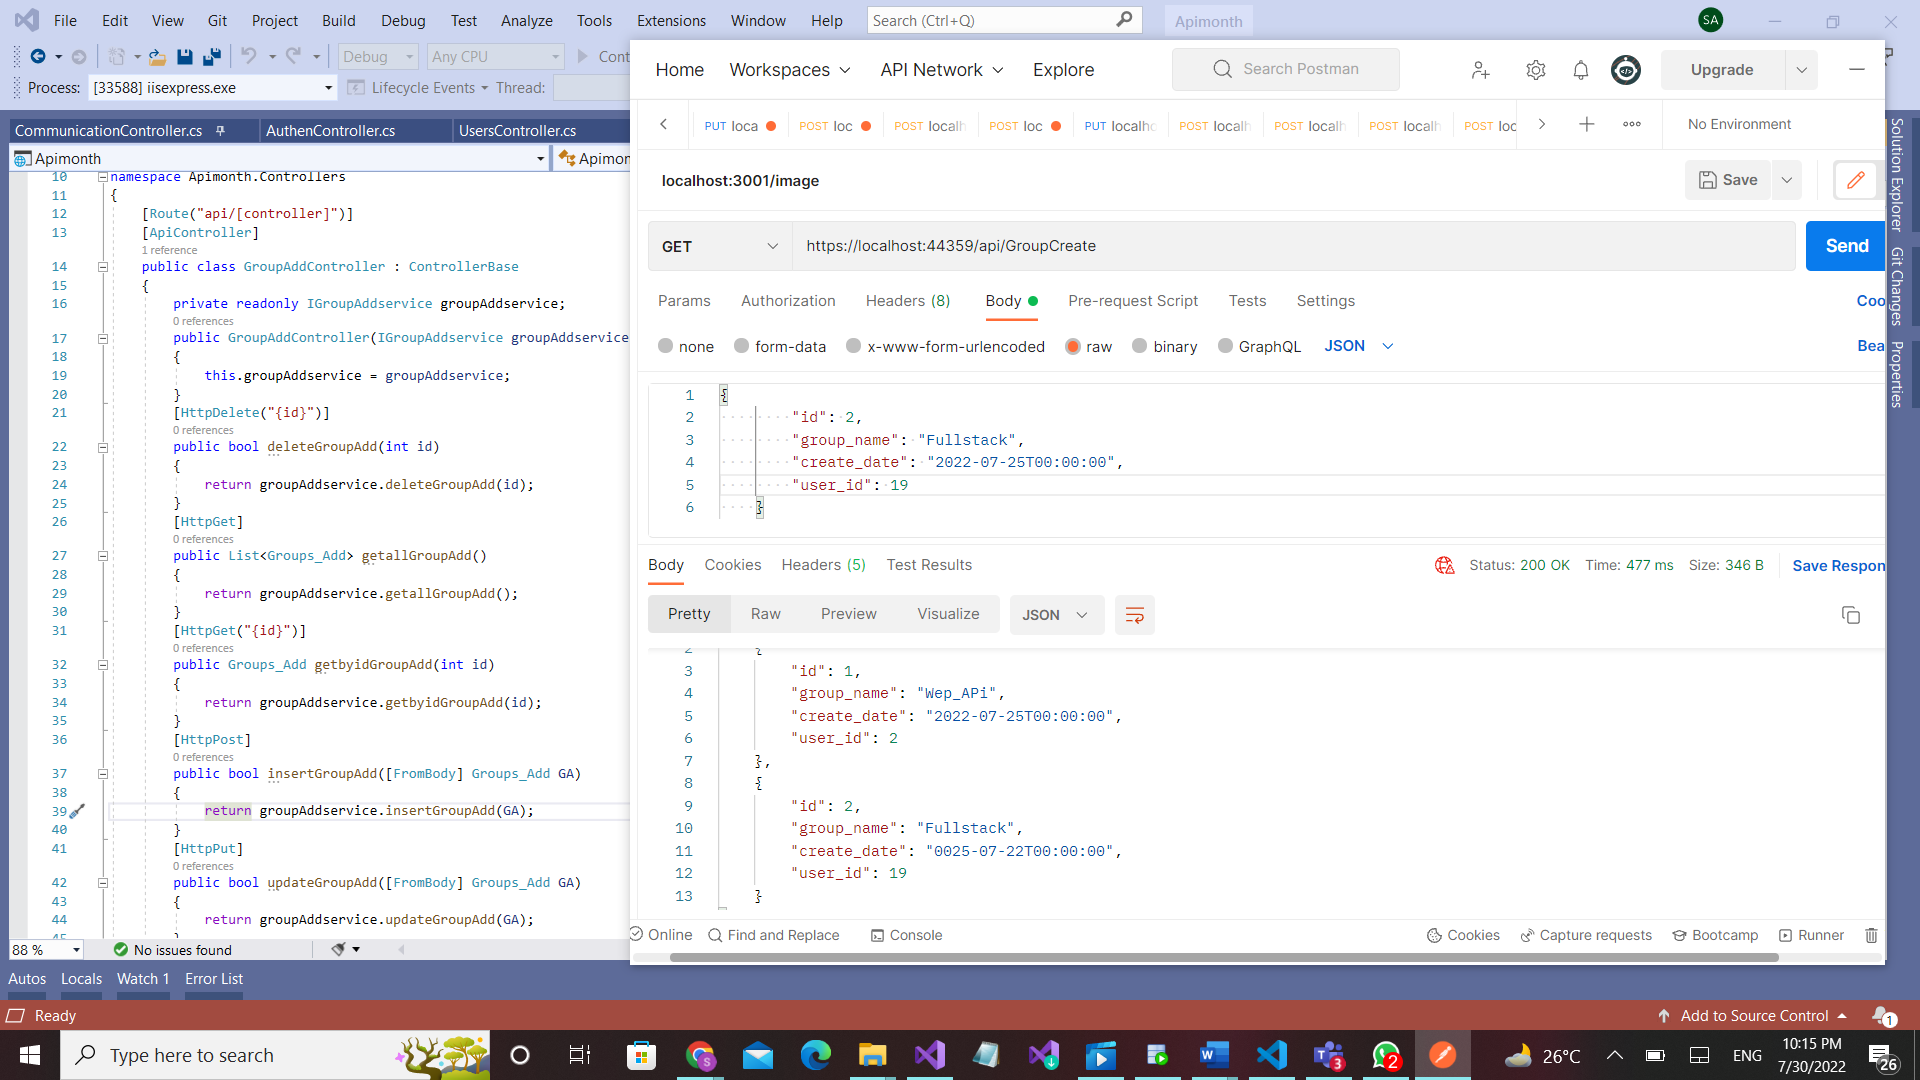 File Edit View Git Project Build Debug Test Analyze Tools Extensions Window Help Search (Ctrl+Q) Apimonth SA
Debug Any CPU Cont
Process: [33588] iisexpress.exe Lifecycle Events Thread:
CommunicationController.cs AuthenController.cs UsersController.cs
Apimonth Apimon
10 namespace Apimonth.Controllers
11 {
12 [Route("api/[controller]")]
13 [ApiController]
1 reference
14 public class GroupAddController : ControllerBase
15 {
16 private readonly IGroupAddservice groupAddservice;
0 references
17 public GroupAddController(IGroupAddservice groupAddservice
18 {
19 this.groupAddservice = groupAddservice;
20 }
21 [HttpDelete("{id}")]
0 references
22 public bool deleteGroupAdd(int id)
23 {
24 return groupAddservice.deleteGroupAdd(id);
25 }
26 [HttpGet]
0 references
27 public List<Groups_Add> getallGroupAdd()
28 {
29 return groupAddservice.getallGroupAdd();
30 }
31 [HttpGet("{id}")]
0 references
32 public Groups_Add getbyidGroupAdd(int id)
33 {
34 return groupAddservice.getbyidGroupAdd(id);
35 }
36 [HttpPost]
0 references
37 public bool insertGroupAdd([FromBody] Groups_Add GA)
38 {
39 return groupAddservice.insertGroupAdd(GA);
40 }
41 [HttpPut]
0 references
42 public bool updateGroupAdd([FromBody] Groups_Add GA)
43 {
44 return groupAddservice.updateGroupAdd(GA);
45 }
88 % No issues found
Autos Locals Watch 1 Error List
Ready
Home Workspaces API Network Explore Search Postman Upgrade
PUT loca POST loc POST localh POST loc PUT localhc POST localh POST localh POST localh POST loc No Environment
localhost:3001/image Save
GET https://localhost:44359/api/GroupCreate Send
Params Authorization Headers (8) Body Pre-request Script Tests Settings Coo
none form-data x-www-form-urlencoded raw binary GraphQL JSON Bea
1 {
2 "id": 2,
3 "group_name": "Fullstack",
4 "create_date": "2022-07-25T00:00:00",
5 "user_id": 19
6 }
Body Cookies Headers (5) Test Results Status: 200 OK Time: 477 ms Size: 346 B Save Respon
Pretty Raw Preview Visualize JSON
2 {
3 "id": 1,
4 "group_name": "Wep_APi",
5 "create_date": "2022-07-25T00:00:00",
6 "user_id": 2
7 },
8 {
9 "id": 2,
10 "group_name": "Fullstack",
11 "create_date": "0025-07-22T00:00:00",
12 "user_id": 19
13 }
Online Find and Replace Console Cookies Capture requests Bootcamp Runner
Solution Explorer
Git Changes
Properties
Add to Source Control 1
Type here to search S 3 2 26°C ENG 10:15 PM
7/30/2022 26